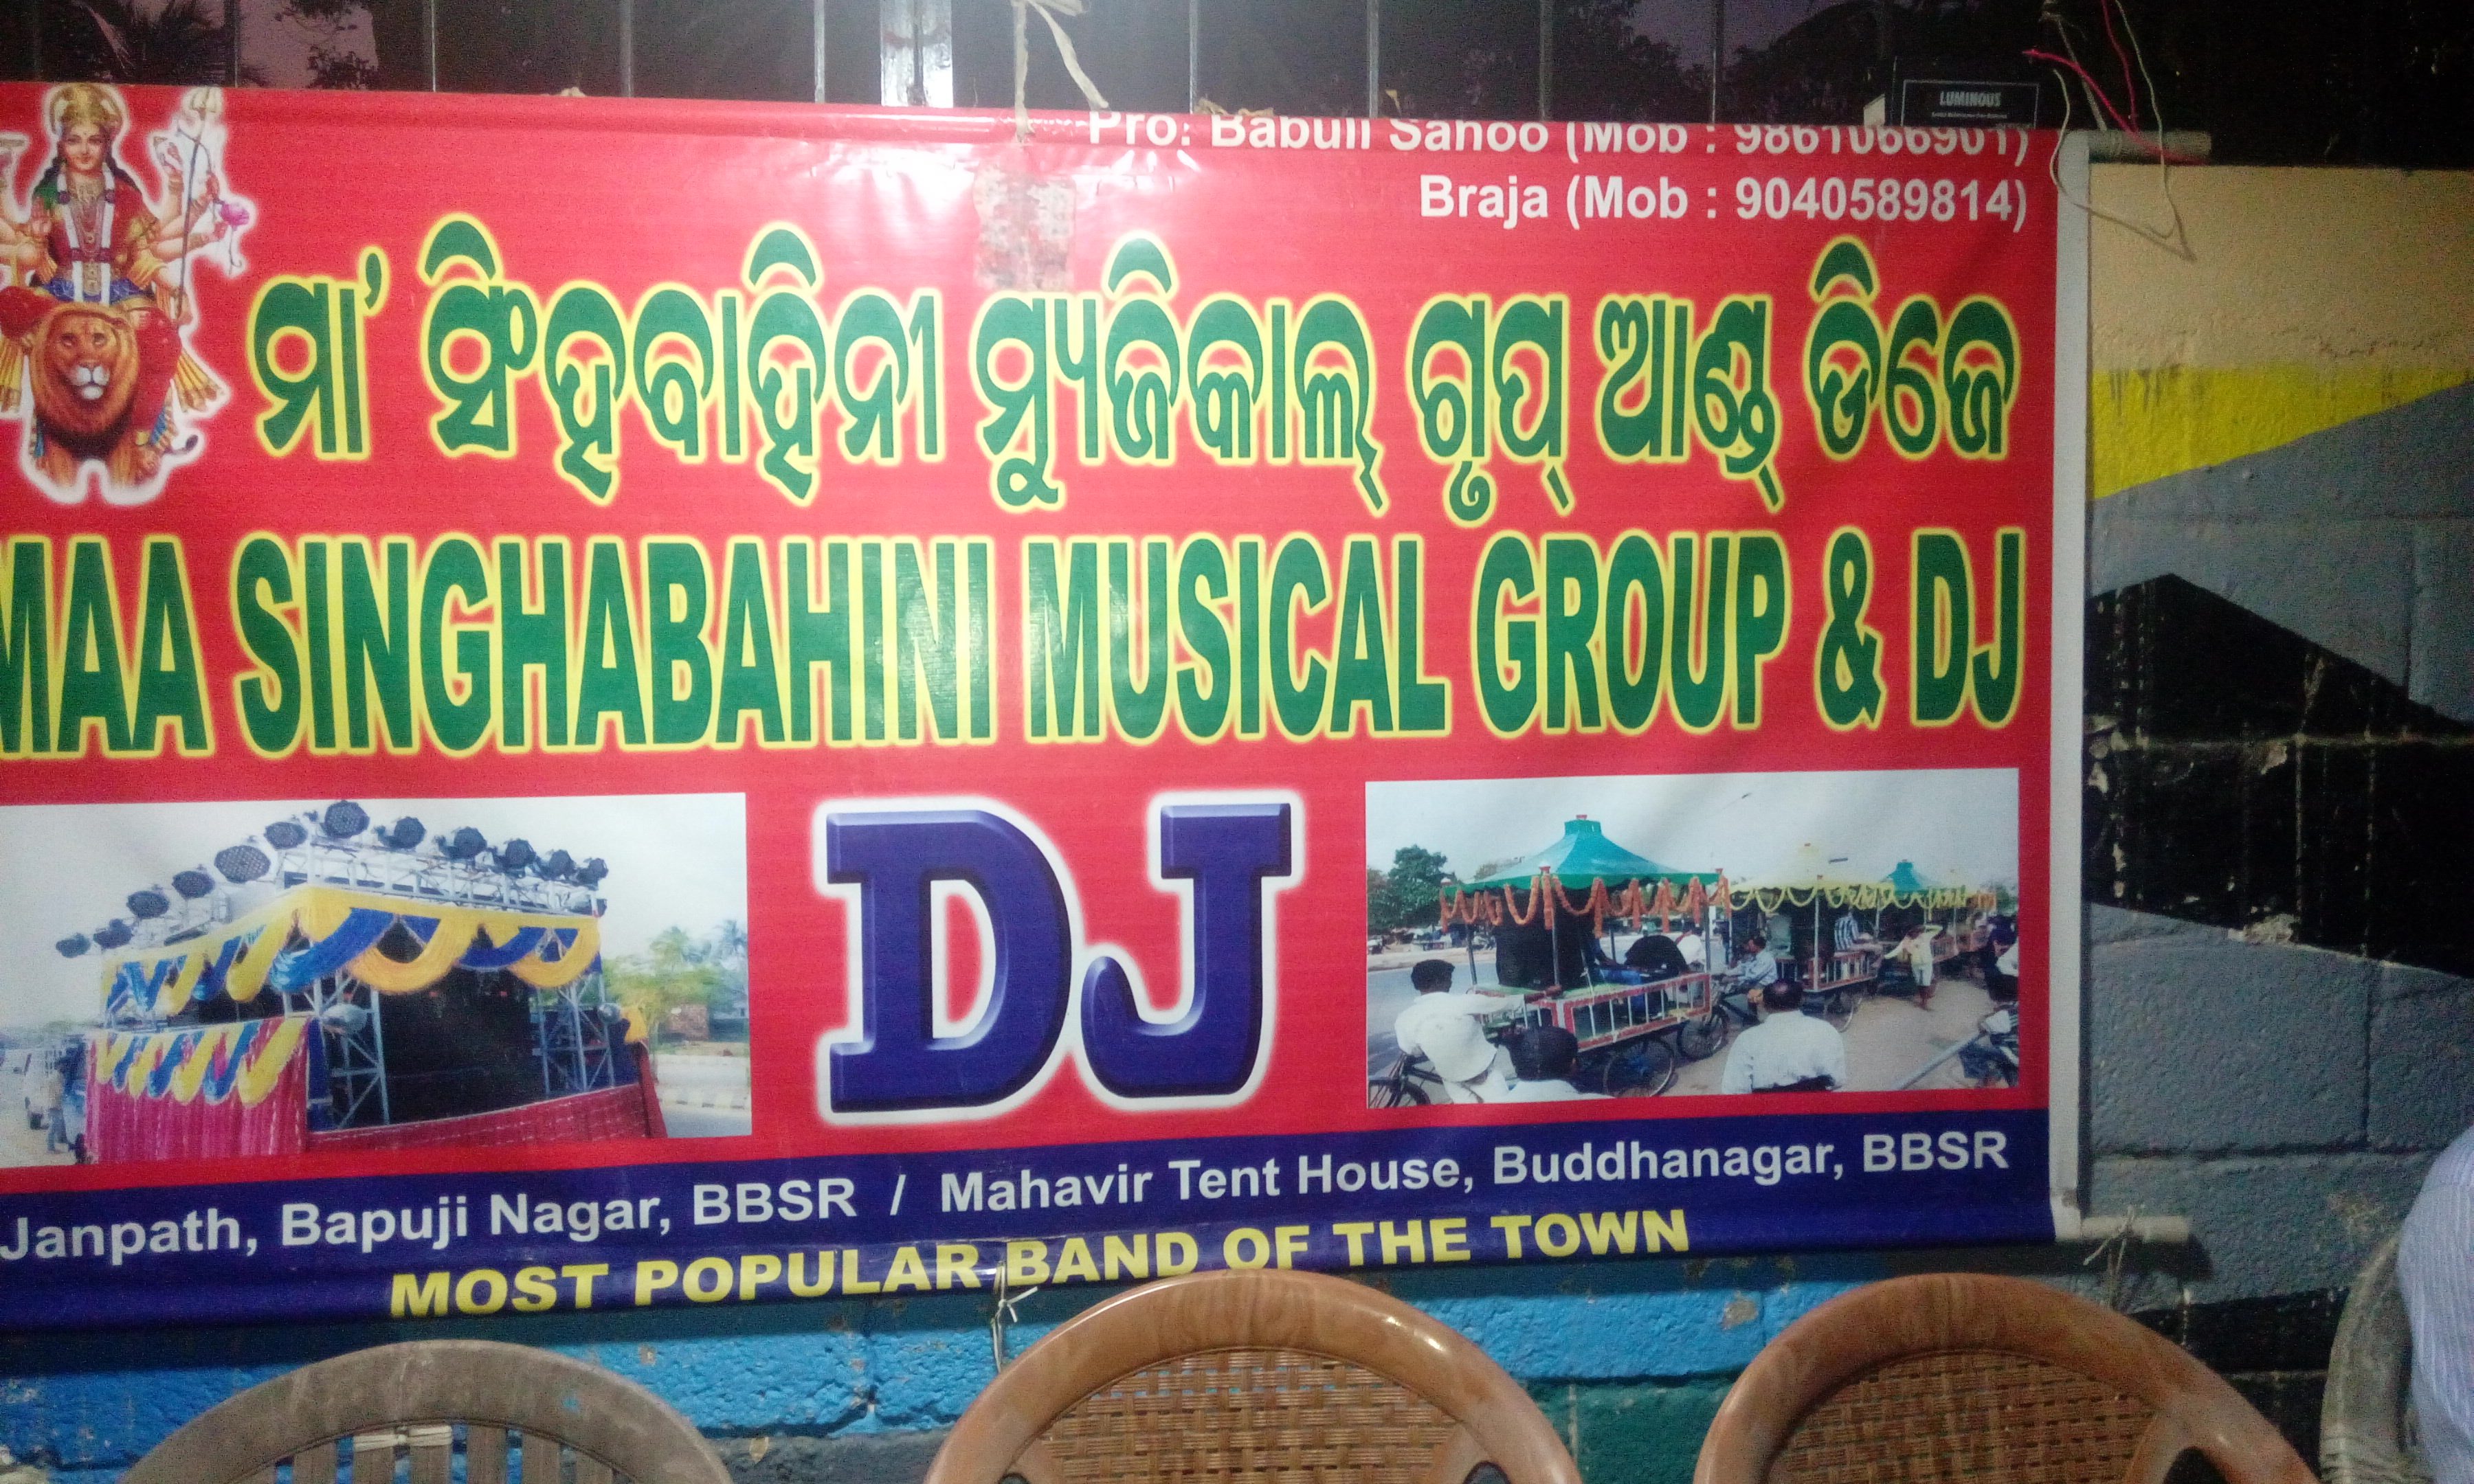 LUMINOUS
Pro: Babuli Sahoo (Mob : 9861066901)
Braja (Mob : 9040589814)
ମା' ସିଂହବାହିନୀ ମ୍ୟୁଜିକାଲ୍ ଗୃପ୍ ଆଣ୍ଡ୍ ଡିଜେ
MAA SINGHABAHINI MUSICAL GROUP & DJ
DJ
Janpath, Bapuji Nagar, BBSR / Mahavir Tent House, Buddhanagar, BBSR
MOST POPULAR BAND OF THE TOWN